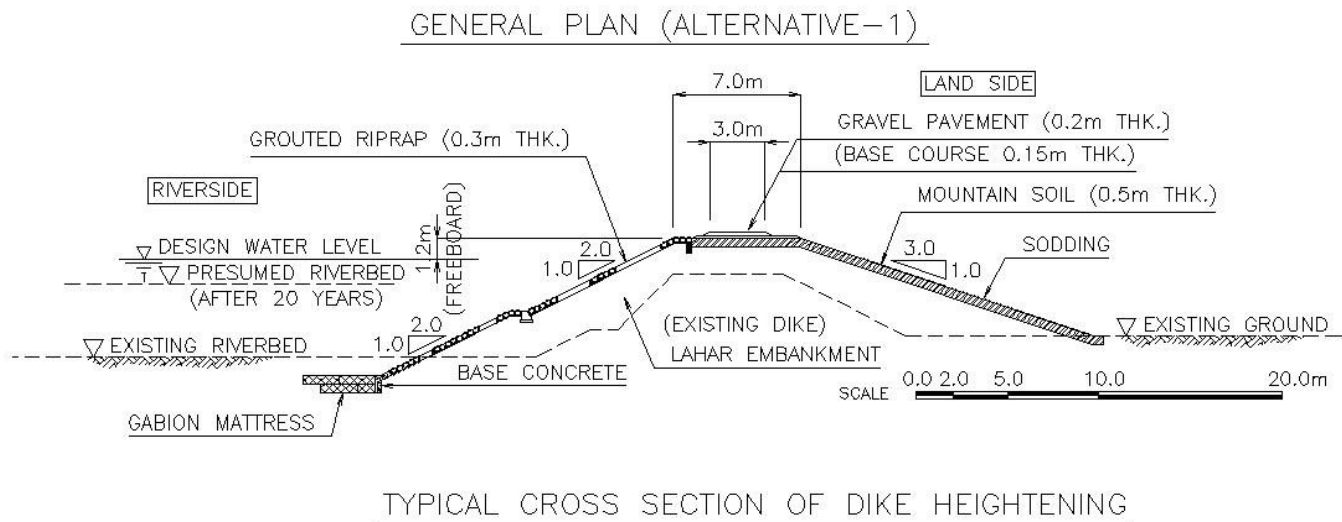 GENERAL PLAN (ALTERNATIVE-1)
7.0m
LAND SIDE
3.0m
GRAVEL PAVEMENT (0.2m THK.)
GROUTED RIPRAP (0.3m THK.)
(BASE COURSE 0.15m THK.)
RIVERSIDE
MOUNTAIN SOIL (0.5m THK.)
DESIGN WATER LEVEL
1.2m
(FREEBOARD)
2.0
1.0
3.0
1.0
SODDING
PRESUMED RIVERBED
(AFTER 20 YEARS)
2.0
1.0
(EXISTING DIKE)
LAHAR EMBANKMENT
EXISTING GROUND
EXISTING RIVERBED
BASE CONCRETE
GABION MATTRESS
SCALE
0.0 2.0 5.0 10.0 20.0m
TYPICAL CROSS SECTION OF DIKE HEIGHTENING